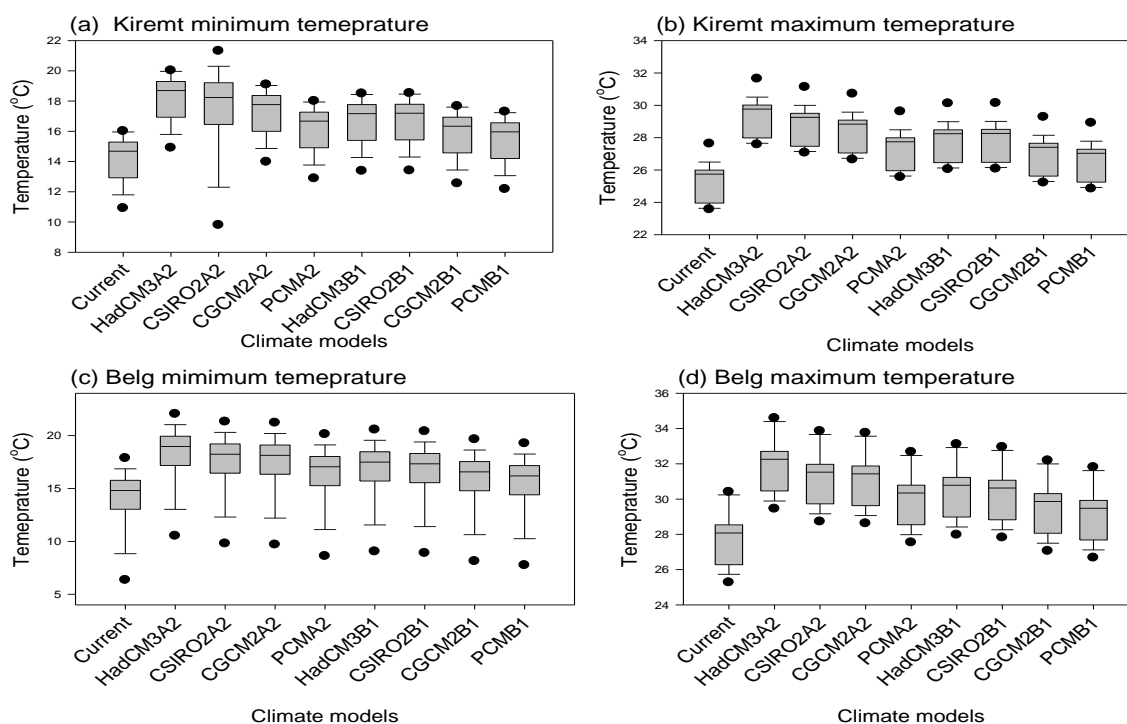 (a) Kiremt minimum temeprature
Temperature (°C)
22
20
18
16
14
12
10
8
Current
HadCM3A2
CSIRO2A2
CGCM2A2
PCMA2
HadCM3B1
CSIRO2B1
CGCM2B1
PCMB1
Climate models
(b) Kiremt maximum temeprature
Temeprature (°C)
34
32
30
28
26
24
22
Current
HadCM3A2
CSIRO2A2
CGCM2A2
PCMA2
HadCM3B1
CSIRO2B1
CGCM2B1
PCMB1
Climate models
(c) Belg mimimum temeprature
Temeprature (°C)
20
15
10
5
Current
HadCM3A2
CSIRO2A2
CGCM2A2
PCMA2
HadCM3B1
CSIRO2B1
CGCM2B1
PCMB1
Climate models
(d) Belg maximum temperature
Temeprature (°C)
36
34
32
30
28
26
24
Current
HadCM3A2
CSIRO2A2
CGCM2A2
PCMA2
HadCM3B1
CSIRO2B1
CGCM2B1
PCMB1
Climate models